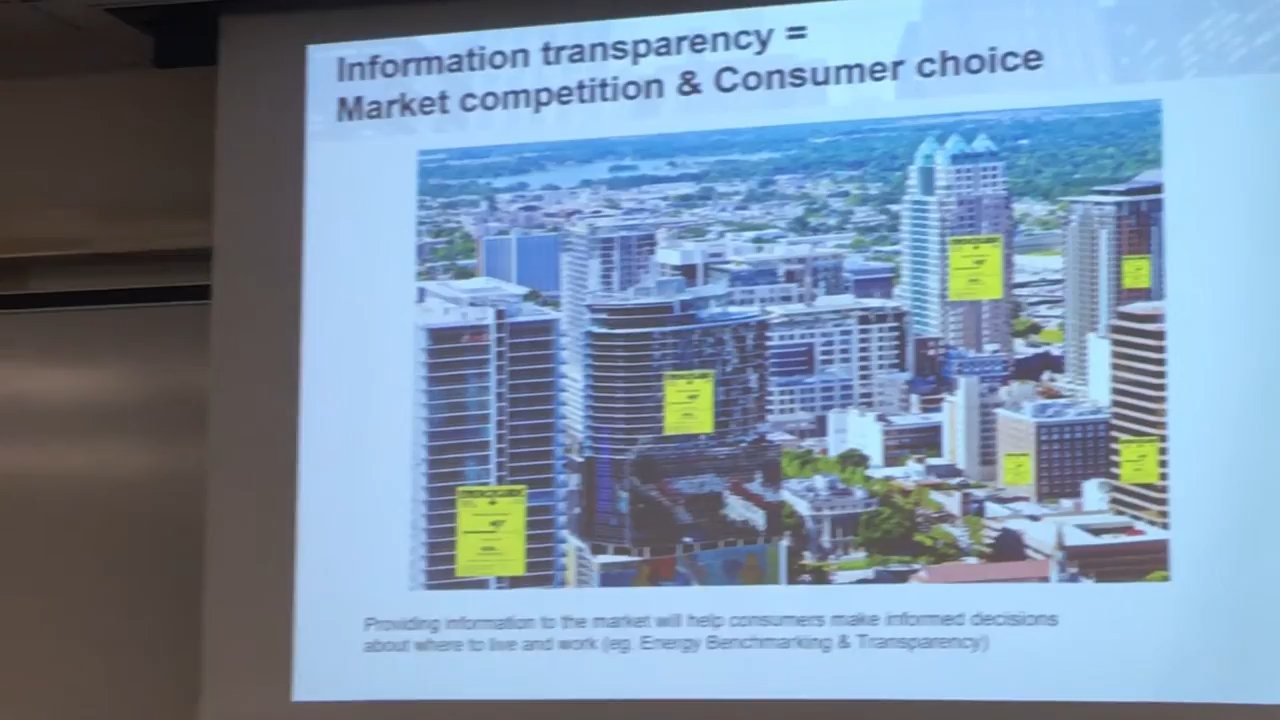 Information transparency =
Market competition & Consumer choice
Providing information to the market will help consumers make informed decisions
about where to live and work (eg. Energy Benchmarking & Transparency)